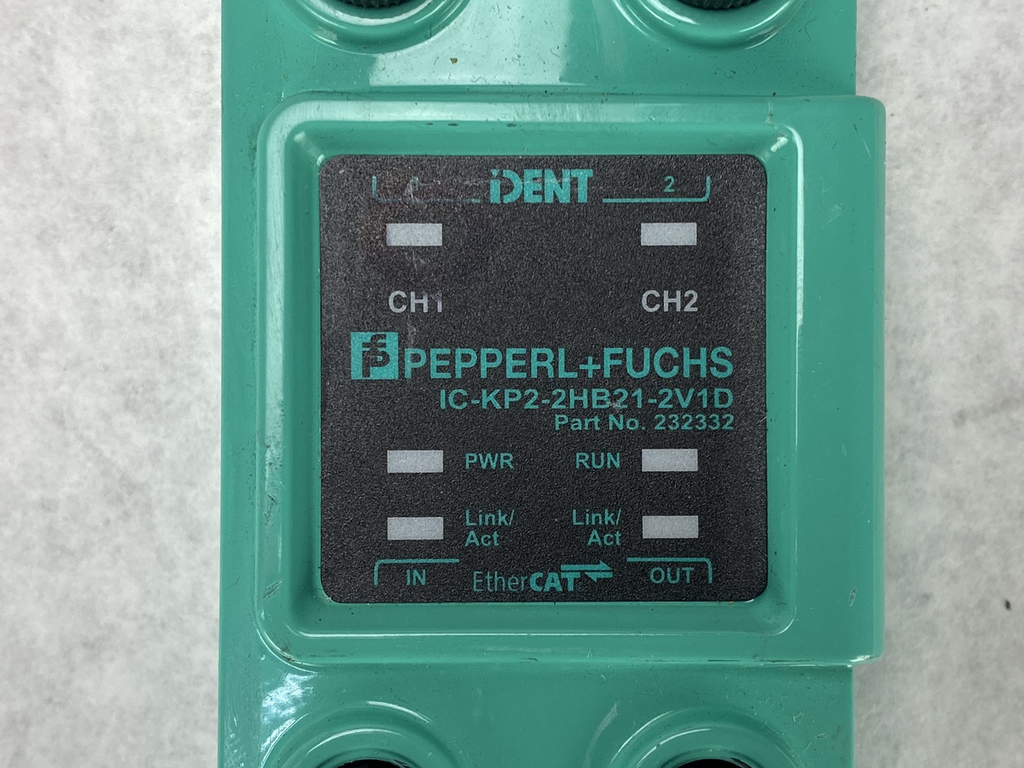 iDENT 2
CH1 CH2
PEPPERL+FUCHS
IC-KP2-2HB21-2V1D
Part No. 232332
PWR RUN
Link/ Link/
Act Act
IN EtherCAT OUT